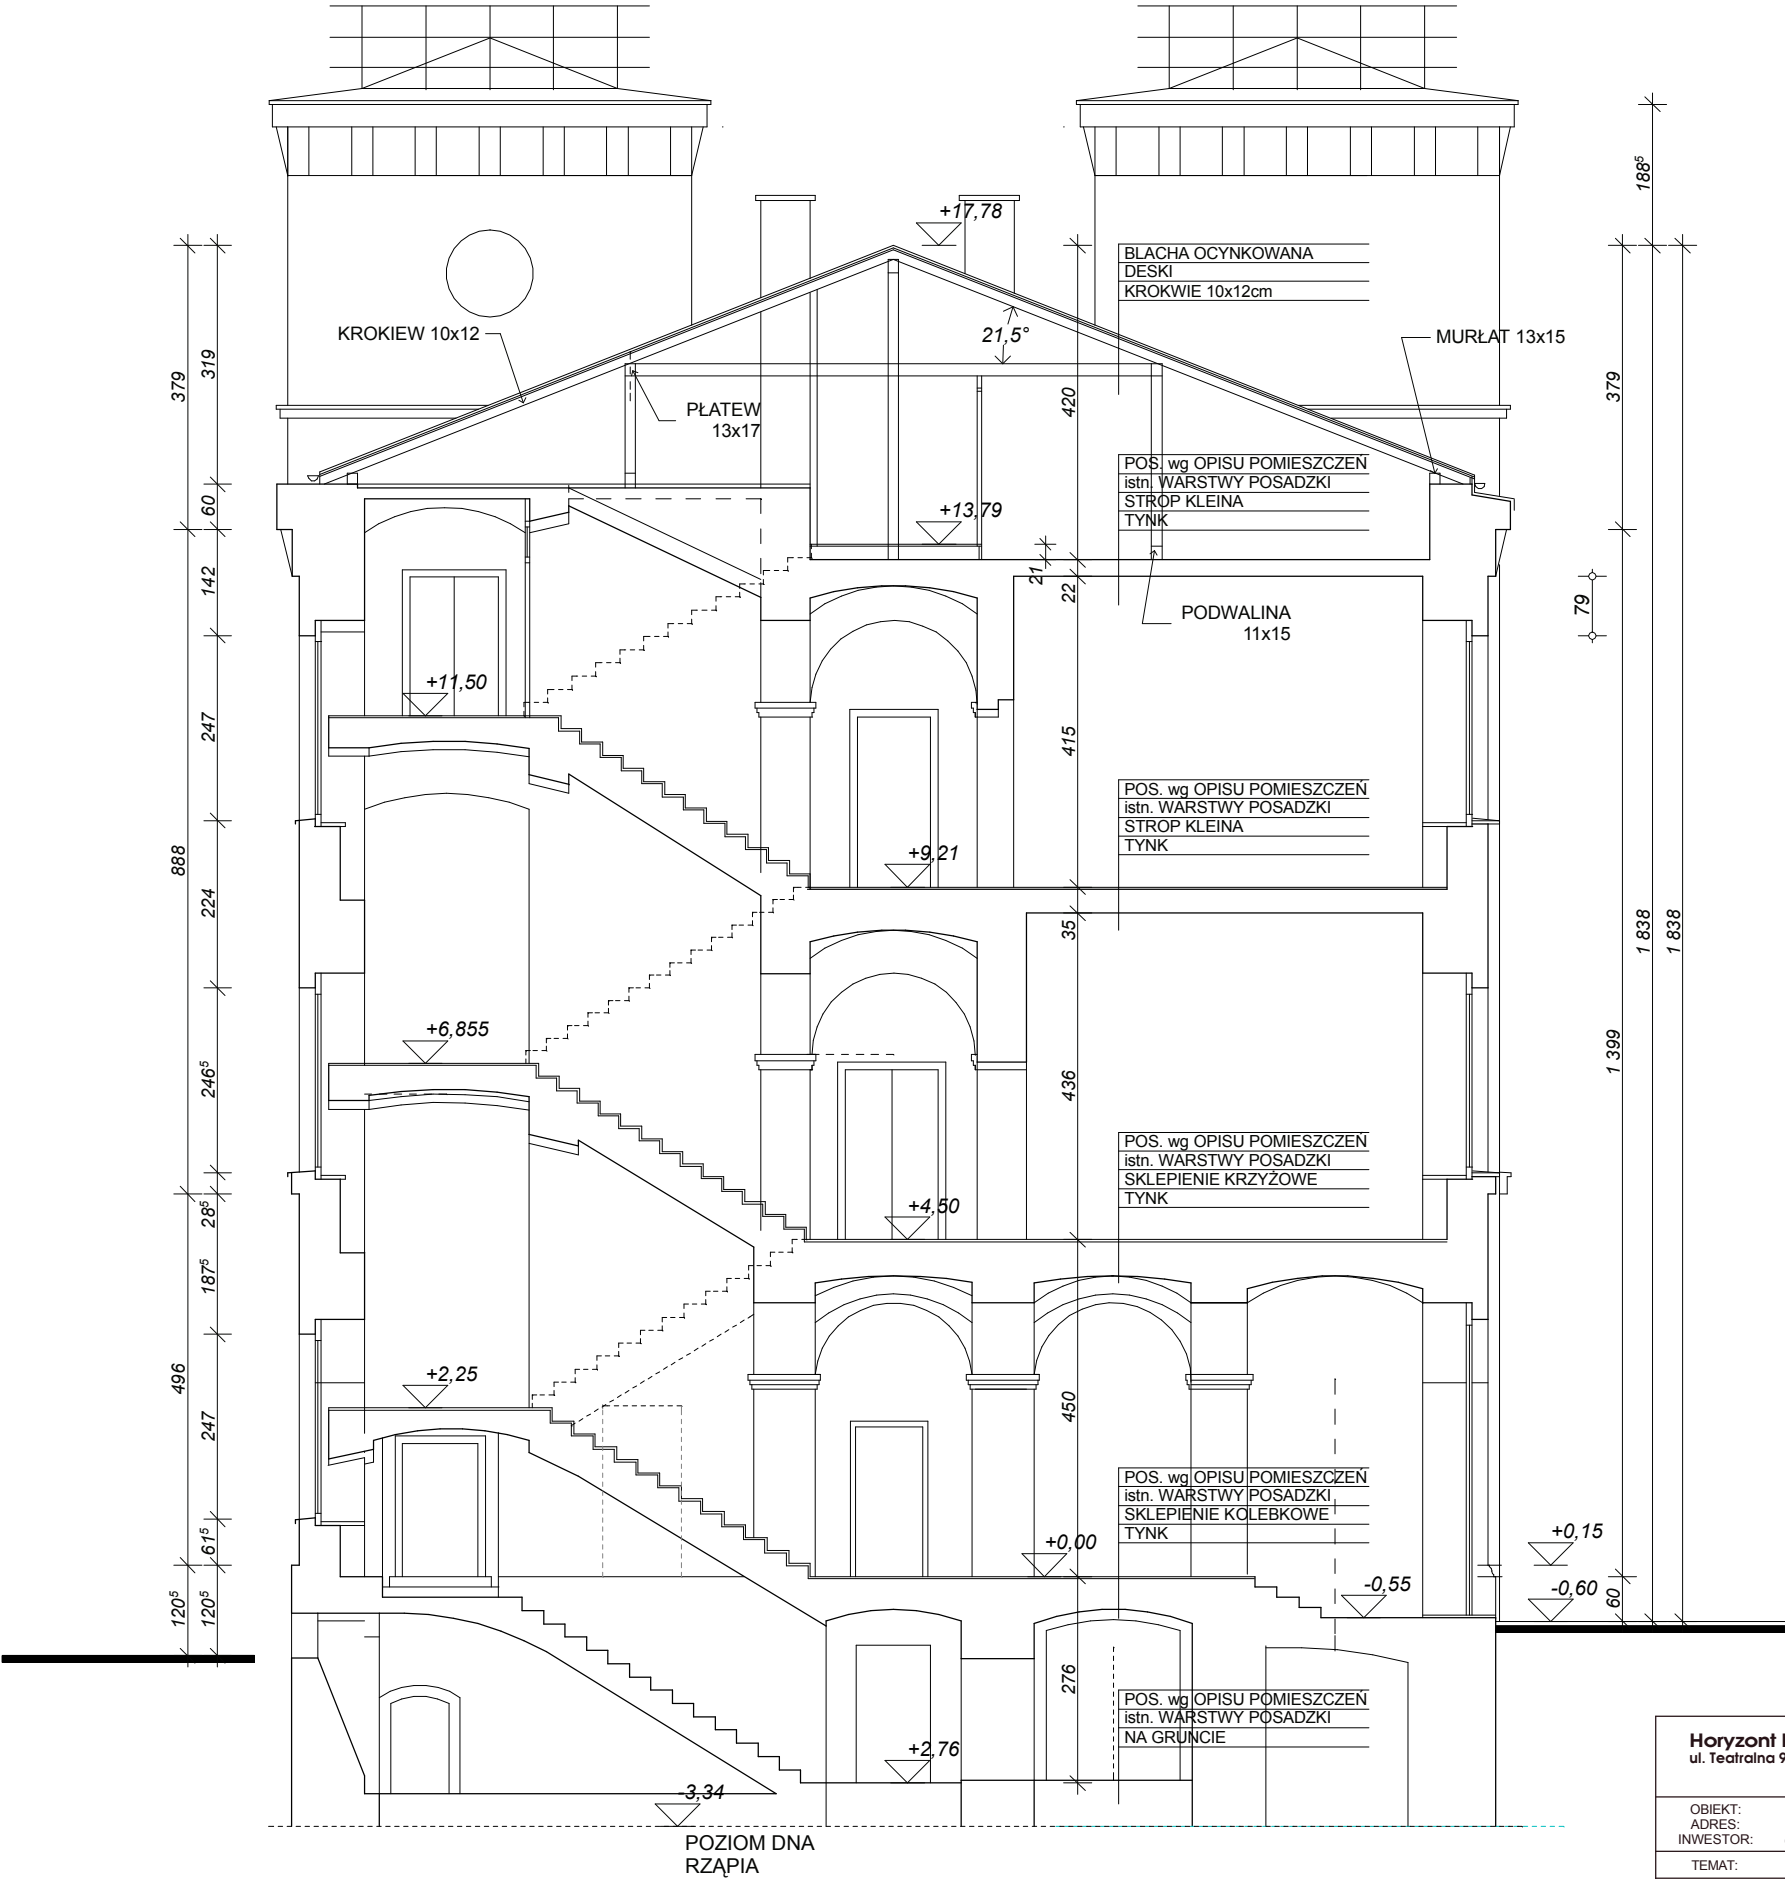 188⁵
+17,78
BLACHA OCYNKOWANA
DESKI
KROKWIE 10x12cm
KROKIEW 10x12
21,5°
MURŁAT 13x15
379
319
420
379
PŁATEW
13x17
POS. wg OPISU POMIESZCZEŃ
istn. WARSTWY POSADZKI
STROP KLEINA
TYNK
60
+13,79
142
21
22
79
PODWALINA
11x15
+11,50
247
415
POS. wg OPISU POMIESZCZEŃ
istn. WARSTWY POSADZKI
STROP KLEINA
TYNK
888
+9,21
224
35
1 838
1 838
+6,855
246⁵
436
1 399
POS. wg OPISU POMIESZCZEŃ
istn. WARSTWY POSADZKI
SKLEPIENIE KRZYŻOWE
TYNK
28⁵
+4,50
187⁵
496
+2,25
247
450
POS. wg OPISU POMIESZCZEŃ
istn. WARSTWY POSADZKI
SKLEPIENIE KOLEBKOWE
TYNK
61⁵
+0,00
+0,15
120⁵
120⁵
-0,55
-0,60
60
276
POS. wg OPISU POMIESZCZEŃ
istn. WARSTWY POSADZKI
NA GRUNCIE
+2,76
-3,34
POZIOM DNA
RZĄPIA
Horyzont
ul. Teatralna 9
OBIEKT:
ADRES:
INWESTOR:
TEMAT: